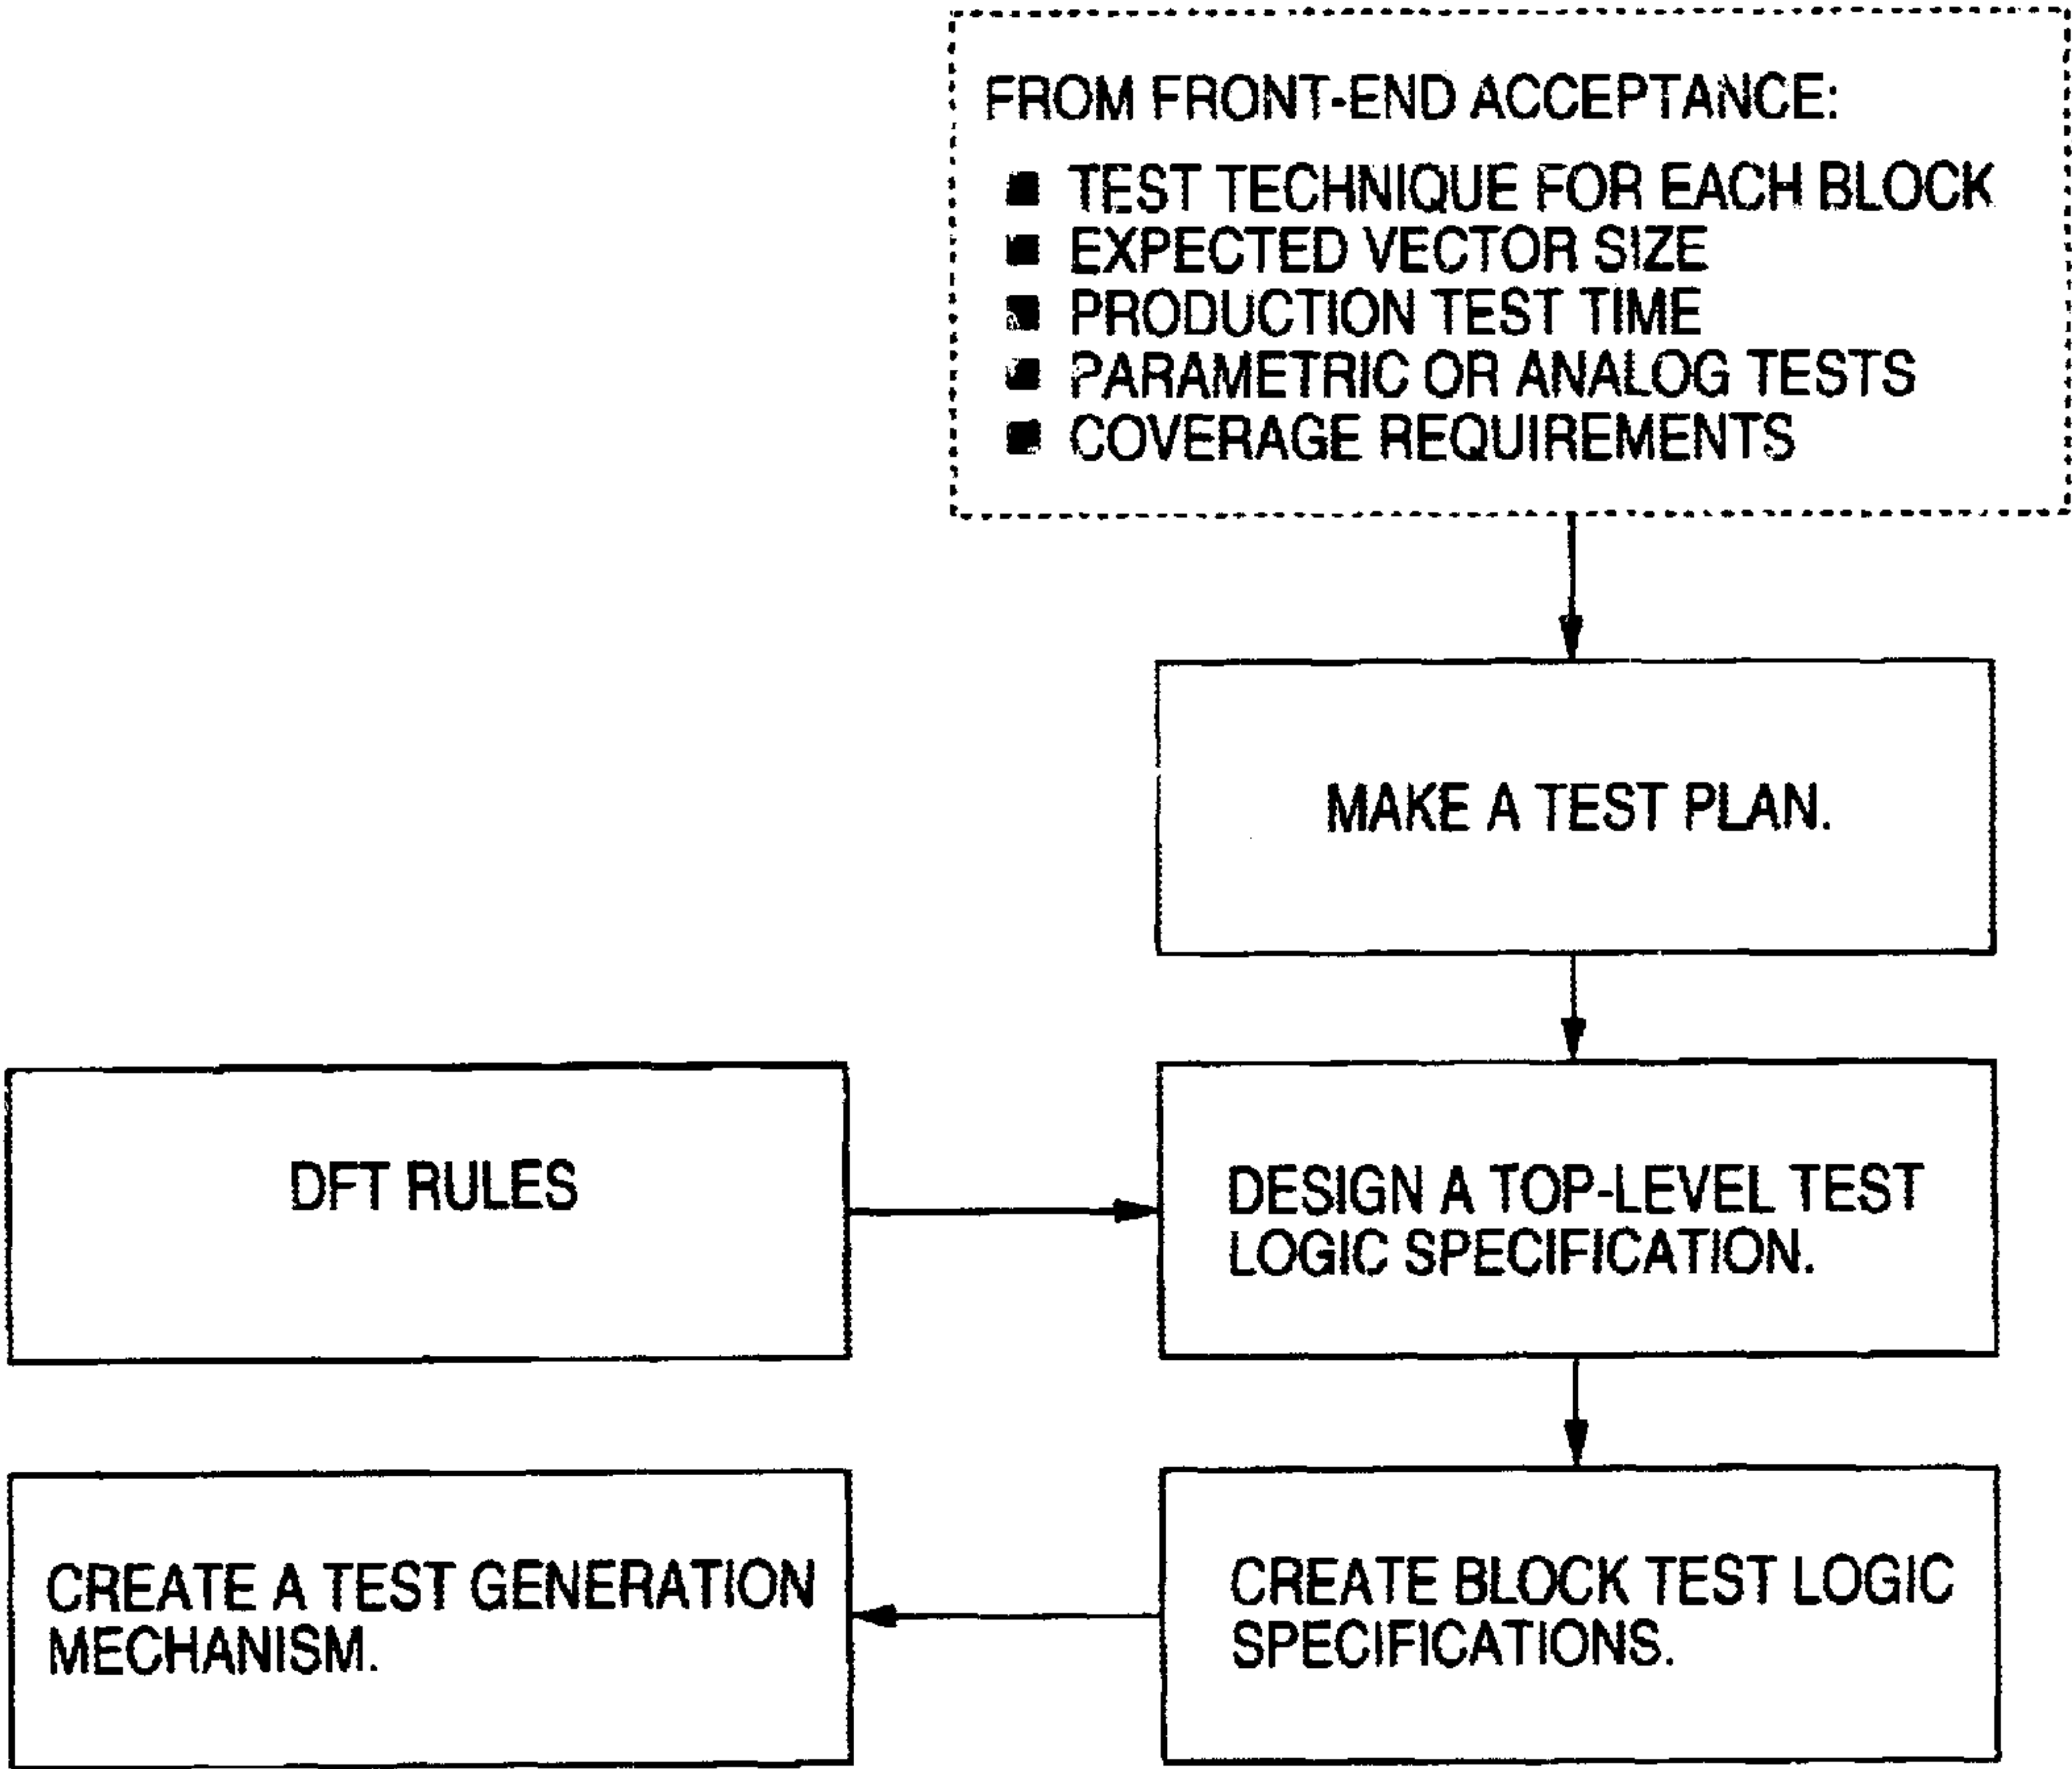 FROM FRONT-END ACCEPTANCE:
■ TEST TECHNIQUE FOR EACH BLOCK
■ EXPECTED VECTOR SIZE
■ PRODUCTION TEST TIME
■ PARAMETRIC OR ANALOG TESTS
■ COVERAGE REQUIREMENTS
MAKE A TEST PLAN.
DFT RULES
DESIGN A TOP-LEVEL TEST
LOGIC SPECIFICATION.
CREATE BLOCK TEST LOGIC
SPECIFICATIONS.
CREATE A TEST GENERATION
MECHANISM.